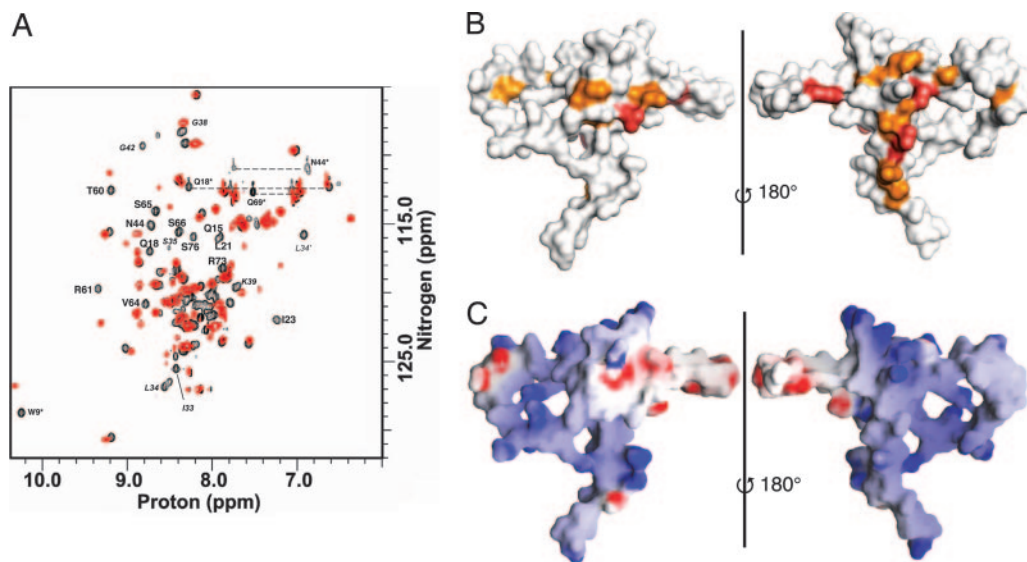 A
G38
G42
N44*
Q18*
T60
Q69*
S65
S66
N44
Q15
115.0
S35
L21
L34'
Q18
S76
R73
K39
R61
V64
I23
125.0
L34
I33
W9*
10.0 9.0 8.0 7.0
Proton (ppm)
Nitrogen (ppm)
B
180°
C
180°